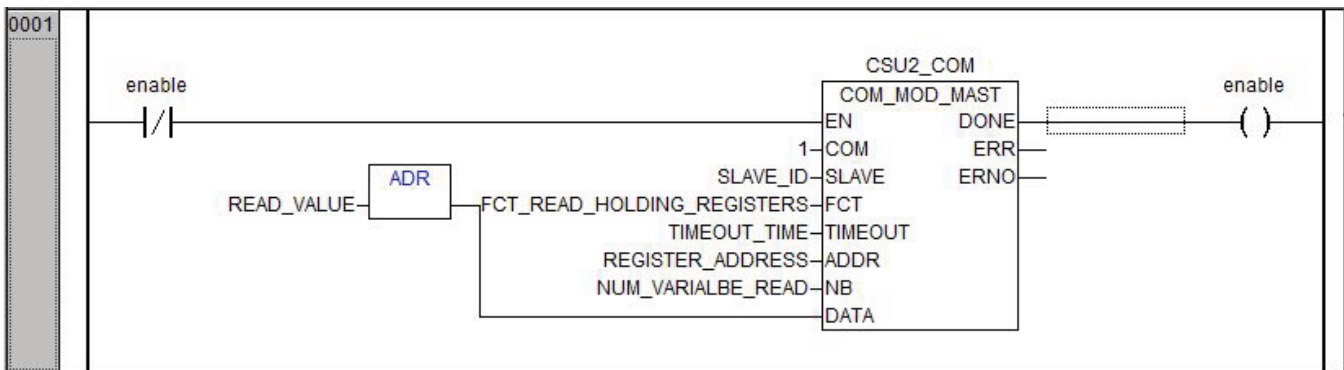 0001
CSU2_COM
enable
COM_MOD_MAST
enable
EN DONE
1 COM ERR
ADR
SLAVE_ID SLAVE ERNO
READ_VALUE FCT_READ_HOLDING_REGISTERS FCT
TIMEOUT_TIME TIMEOUT
REGISTER_ADDRESS ADDR
NUM_VARIALBE_READ NB
DATA